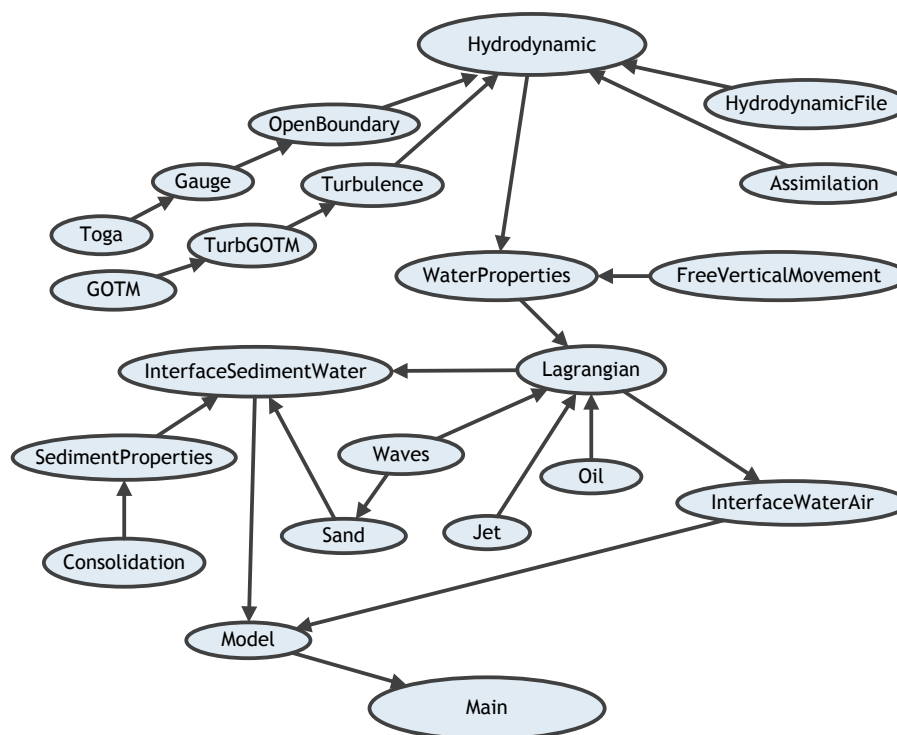 Hydrodynamic
HydrodynamicFile
OpenBoundary
Gauge
Turbulence
Assimilation
Toga
TurbGOTM
GOTM
WaterProperties
FreeVerticalMovement
InterfaceSedimentWater
Lagrangian
SedimentProperties
Waves
Oil
InterfaceWaterAir
Consolidation
Sand
Jet
Model
Main